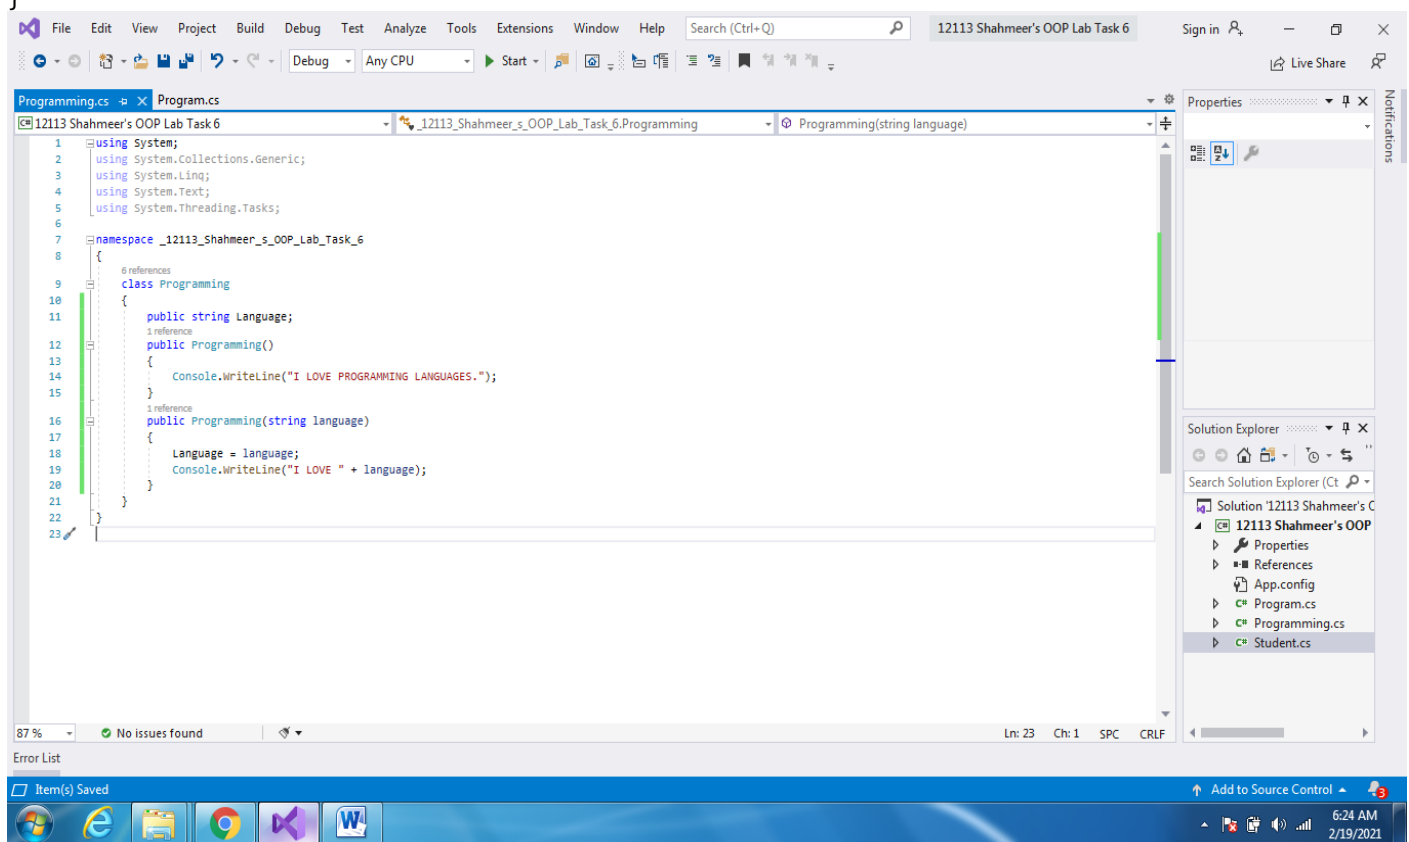 }
File Edit View Project Build Debug Test Analyze Tools Extensions Window Help Search (Ctrl+Q) 12113 Shahmeer's OOP Lab Task 6 Sign in
Debug Any CPU Start Live Share
Programming.cs Program.cs
12113 Shahmeer's OOP Lab Task 6 _12113_Shahmeer_s_OOP_Lab_Task_6.Programming Programming(string language)
1 using System;
2 using System.Collections.Generic;
3 using System.Linq;
4 using System.Text;
5 using System.Threading.Tasks;
6
7 namespace _12113_Shahmeer_s_OOP_Lab_Task_6
8 {
6 references
9 class Programming
10 {
11 public string Language;
1 reference
12 public Programming()
13 {
14 Console.WriteLine("I LOVE PROGRAMMING LANGUAGES.");
15 }
1 reference
16 public Programming(string language)
17 {
18 Language = language;
19 Console.WriteLine("I LOVE " + language);
20 }
21 }
22 }
23
87 % No issues found Ln: 23 Ch: 1 SPC CRLF
Error List
Properties
Notifications
Solution Explorer
Search Solution Explorer (Ct
Solution '12113 Shahmeer's C
C# 12113 Shahmeer's OOP
Properties
References
App.config
C# Program.cs
C# Programming.cs
C# Student.cs
Item(s) Saved Add to Source Control 3
6:24 AM
2/19/2021